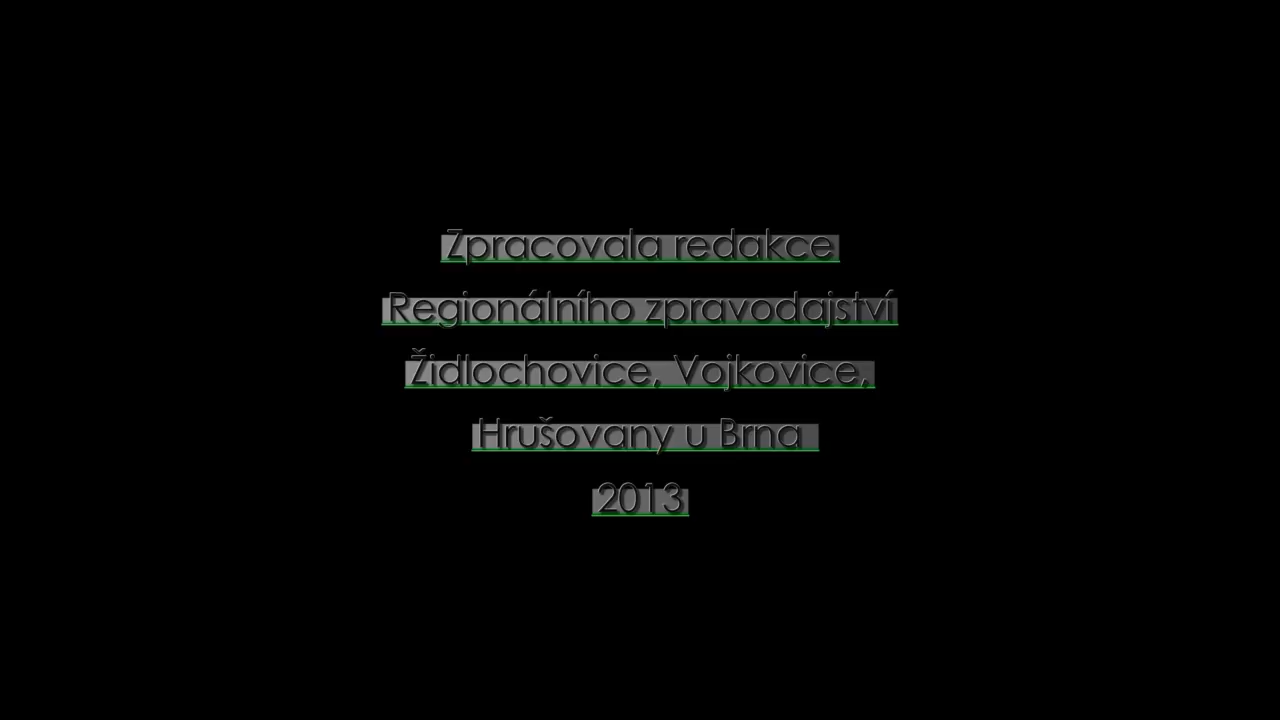 Zpracovala redakce
Regionálního zpravodajství
Židlochovice, Vojkovice,
Hrušovany u Brna
2013